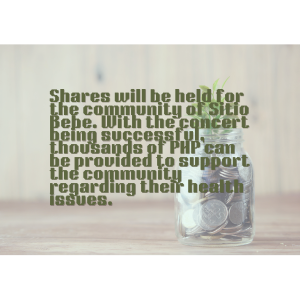 Shares will be held for
the community of Sitio
Bebe. With the concert
being successful,
thousands of PHP can
be provided to support
the community
regarding their health
issues.